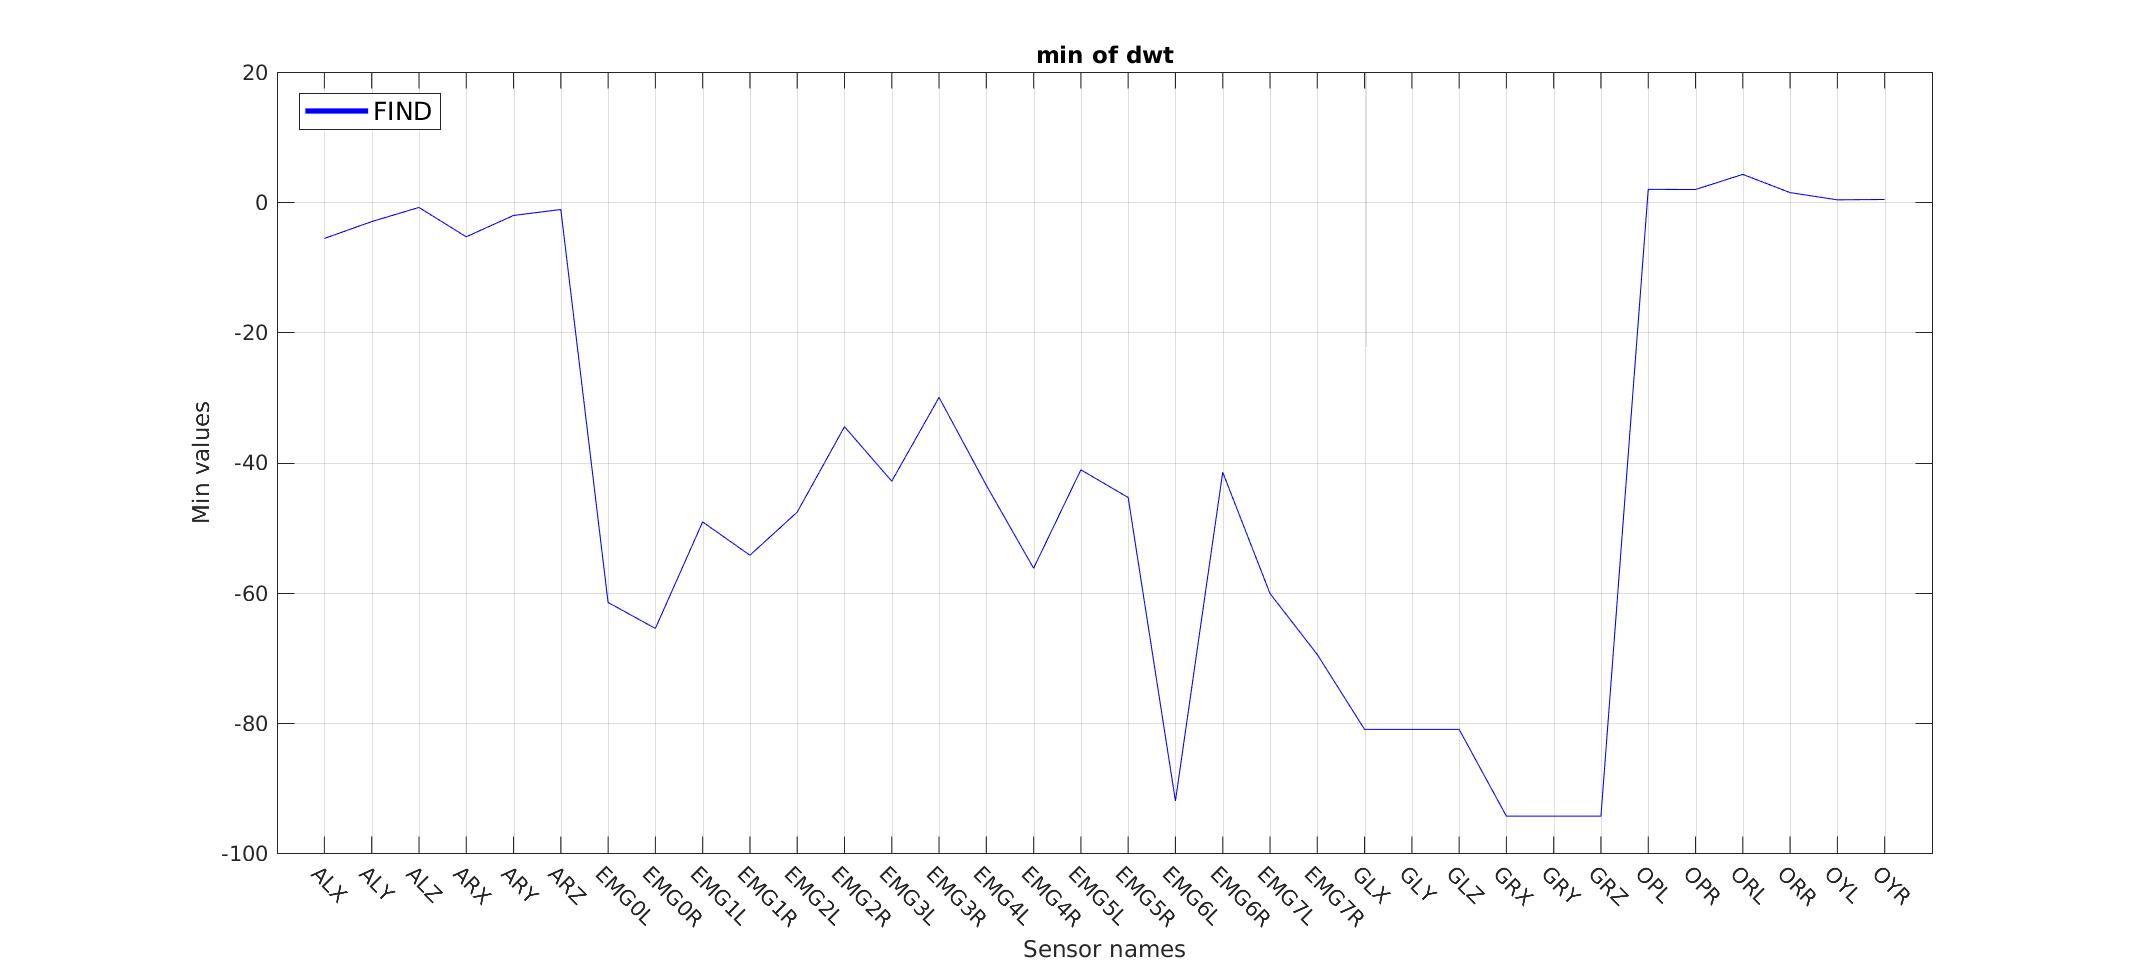 min of dwt
FIND
20
0
-20
-40
-60
-80
-100
Min values
ALX
ALY
ALZ
ARX
ARY
ARZ
EMG0L
EMG0R
EMG1L
EMG1R
EMG2L
EMG2R
EMG3L
EMG3R
EMG4L
EMG4R
EMG5L
EMG5R
EMG6L
EMG6R
EMG7L
EMG7R
GLX
GLY
GLZ
GRX
GRY
GRZ
OPL
OPR
ORL
ORR
OYL
OYR
Sensor names